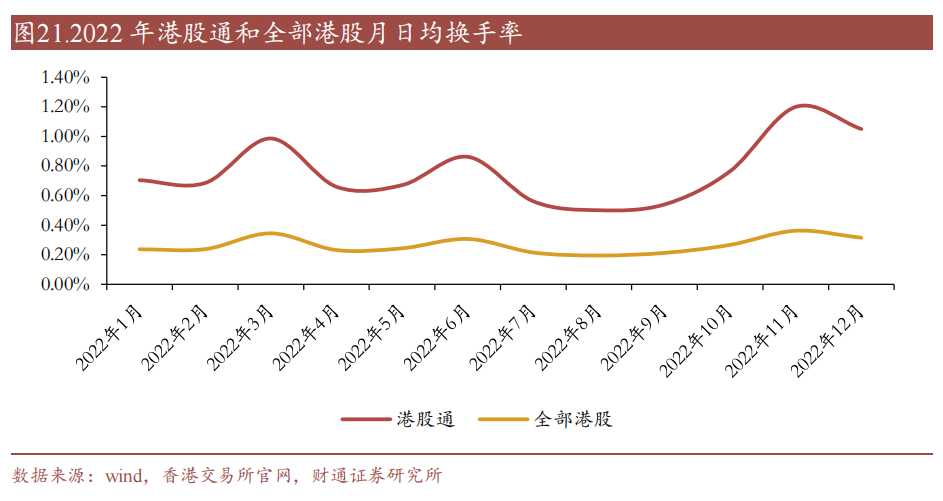 图21.2022 年港股通和全部港股月日均换手率
1.40%
1.20%
1.00%
0.80%
0.60%
0.40%
0.20%
0.00%
2022年1月
2022年2月
2022年3月
2022年4月
2022年5月
2022年6月
2022年7月
2022年8月
2022年9月
2022年10月
2022年11月
2022年12月
港股通 全部港股
数据来源：wind，香港交易所官网，财通证券研究所